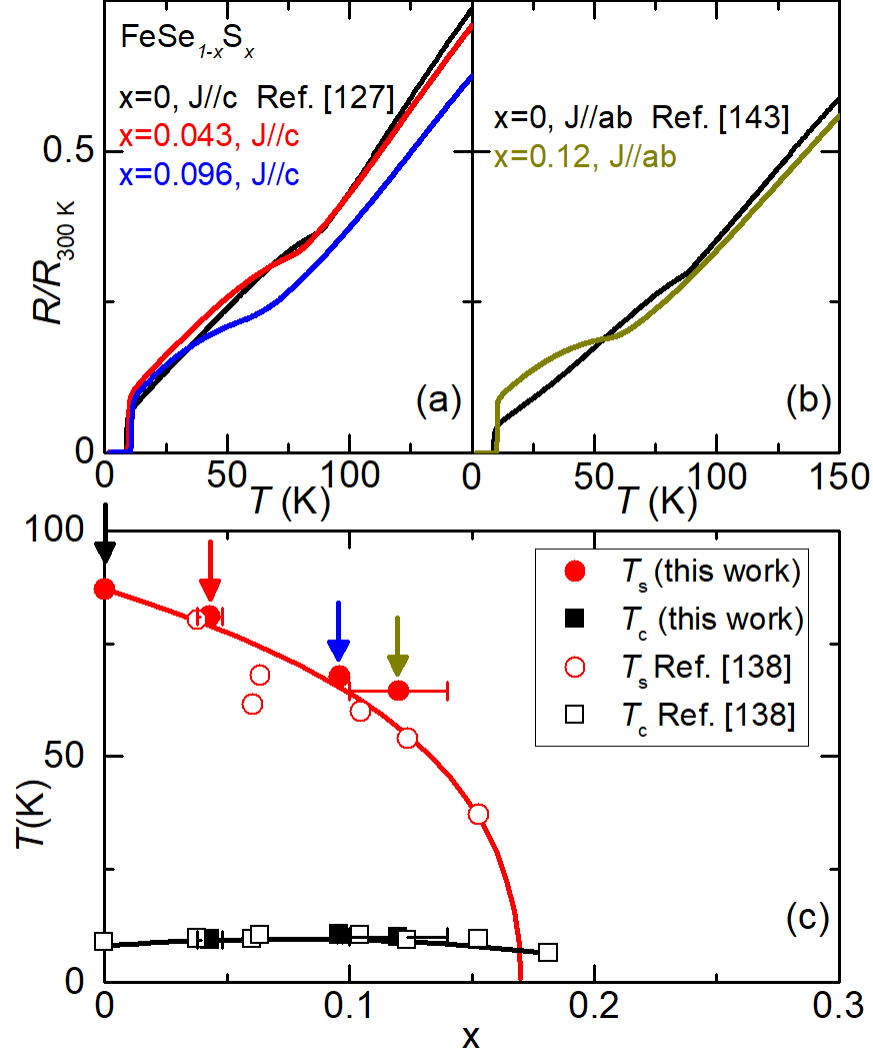 FeSe1-xSx
x=0, J//c Ref. [127]
x=0.043, J//c
x=0.096, J//c
x=0, J//ab Ref. [143]
x=0.12, J//ab
0.5
0
R/R300 K
(a)
(b)
0 50 100 0 50 100 150
T (K) T (K)
100
50
0
T(K)
Ts (this work)
Tc (this work)
Ts Ref. [138]
Tc Ref. [138]
(c)
0 0.1 0.2 0.3
x